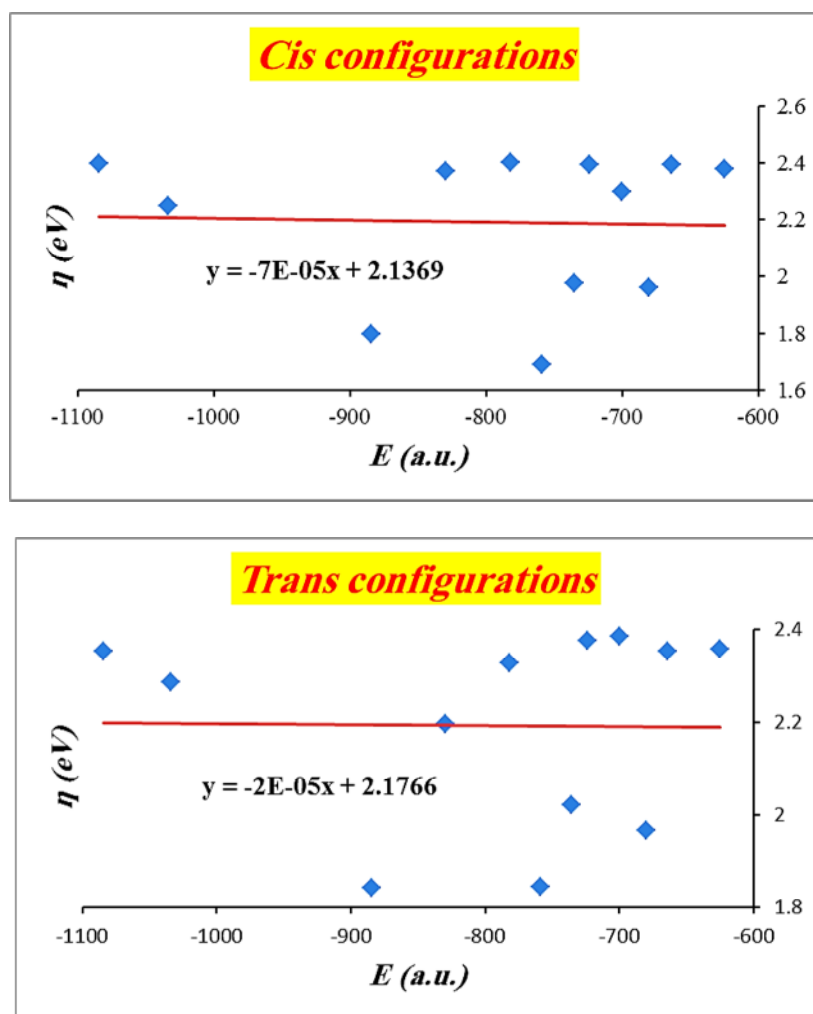 Cis configurations
2.6
2.4
2.2
2
1.8
1.6
η (eV)
y = -7E-05x + 2.1369
-1100 -1000 -900 -800 -700 -600
E (a.u.)
Trans configurations
2.4
2.2
2
1.8
η (eV)
y = -2E-05x + 2.1766
-1100 -1000 -900 -800 -700 -600
E (a.u.)